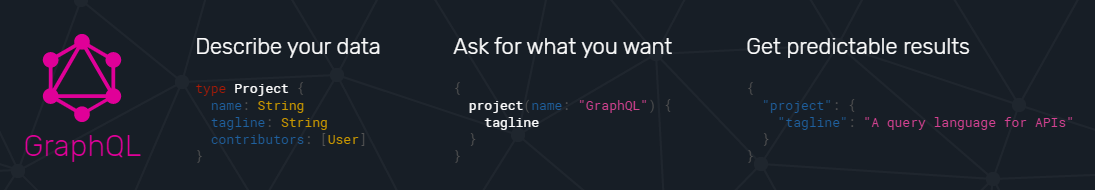 GraphQL
Describe your data
type Project {
  name: String
  tagline: String
  contributors: [User]
}
Ask for what you want
{
  project(name: "GraphQL") {
    tagline
  }
}
Get predictable results
{
  "project": {
    "tagline": "A query language for APIs"
  }
}